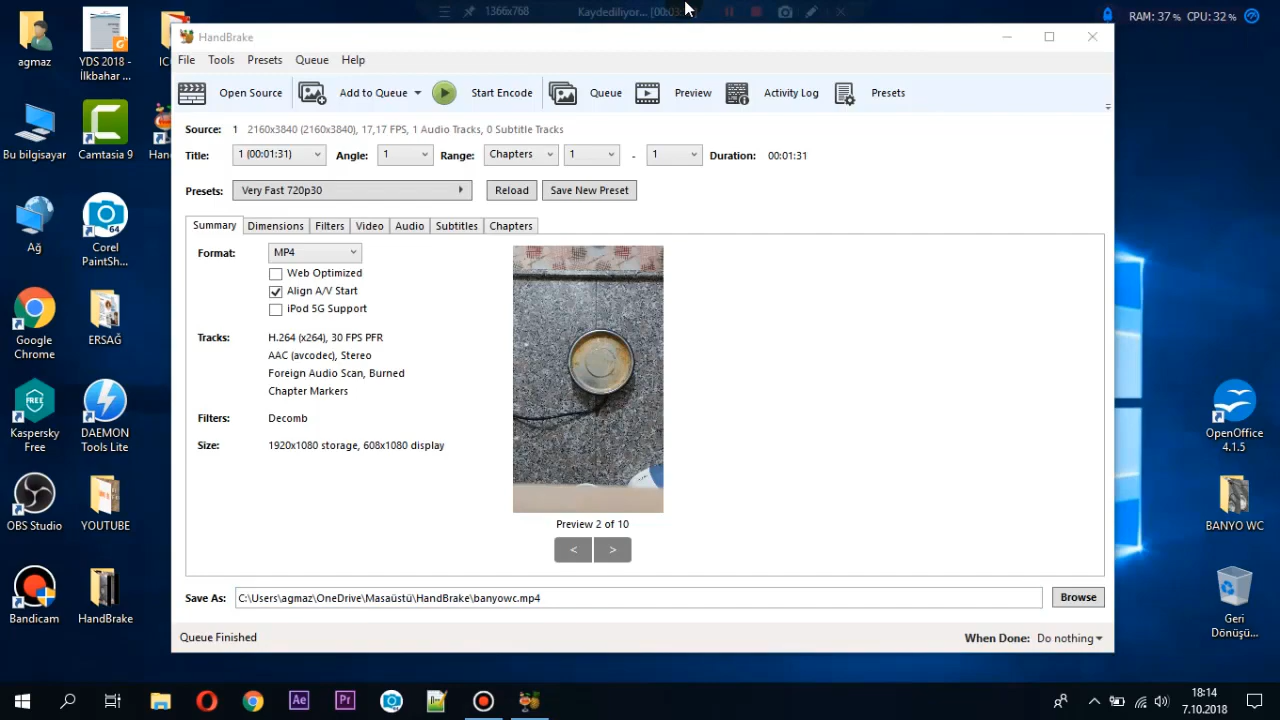 1366x768
Kaydediliyor...
RAM: 37 % CPU: 32 %
agmaz
YDS 2018 -
İlkbahar ...
Bu bilgisayar
Camtasia 9
Ağ
Corel
PaintSh...
Google
Chrome
ERSAĞ
Kaspersky
Free
DAEMON
Tools Lite
OBS Studio
YOUTUBE
Bandicam
HandBrake
HandBrake
File Tools Presets Queue Help
Open Source Add to Queue Start Encode Queue Preview Activity Log Presets
Source: 1 2160x3840 (2160x3840), 17,17 FPS, 1 Audio Tracks, 0 Subtitle Tracks
Title: 1 (00:01:31) Angle: 1 Range: Chapters 1 - 1 Duration: 00:01:31
Presets: Very Fast 720p30 Reload Save New Preset
Summary Dimensions Filters Video Audio Subtitles Chapters
Format: MP4
Web Optimized
Align A/V Start
iPod 5G Support
Tracks: H.264 (x264), 30 FPS PFR
AAC (avcodec), Stereo
Foreign Audio Scan, Burned
Chapter Markers
Filters: Decomb
Size: 1920x1080 storage, 608x1080 display
Preview 2 of 10
< >
Save As: C:\Users\agmaz\OneDrive\Masaüstü\HandBrake\banyowc.mp4 Browse
Queue Finished When Done: Do nothing
OpenOffice
4.1.5
BANYO WC
Geri
Dönüşü...
Ae Pr
18:14
7.10.2018